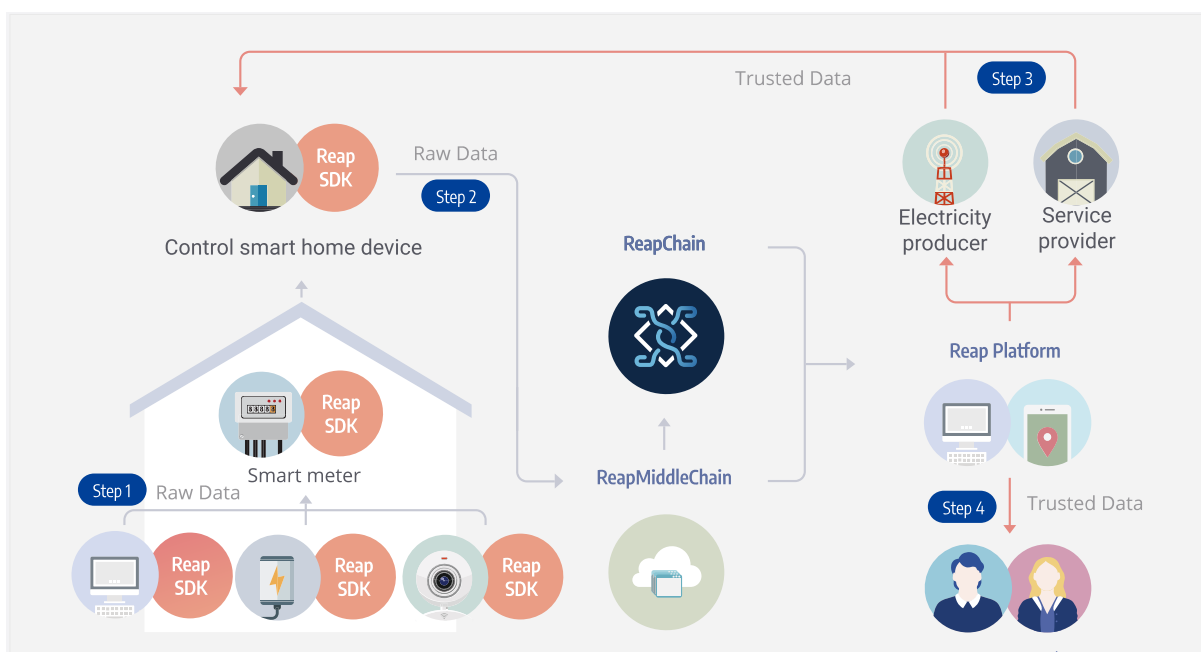 Trusted Data
Step 3
Reap
SDK
Raw Data
Step 2
Control smart home device
Electricity
producer
Service
provider
ReapChain
Reap Platform
Reap
SDK
Smart meter
Step 1
Raw Data
ReapMiddleChain
Step 4
Trusted Data
Reap
SDK
Reap
SDK
Reap
SDK